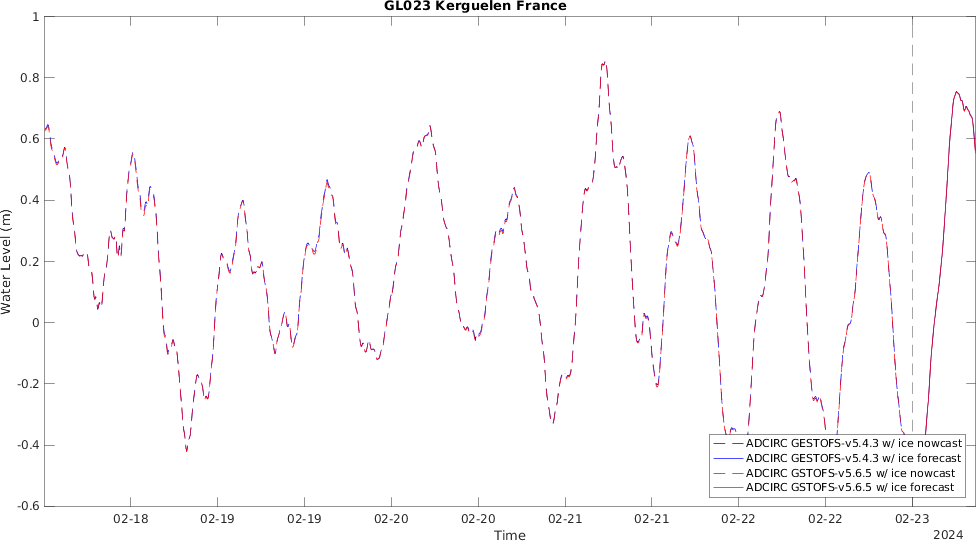 GL023 Kerguelen France
1
0.8
0.6
0.4
0.2
0
-0.2
-0.4
-0.6
Water Level (m)
ADCIRC GESTOFS-v5.4.3 w/ ice nowcast
ADCIRC GESTOFS-v5.4.3 w/ ice forecast
ADCIRC GSTOFS-v5.6.5 w/ ice nowcast
ADCIRC GSTOFS-v5.6.5 w/ ice forecast
02-18 02-19 02-19 02-20 02-20 02-21 02-21 02-22 02-22 02-23
Time
2024